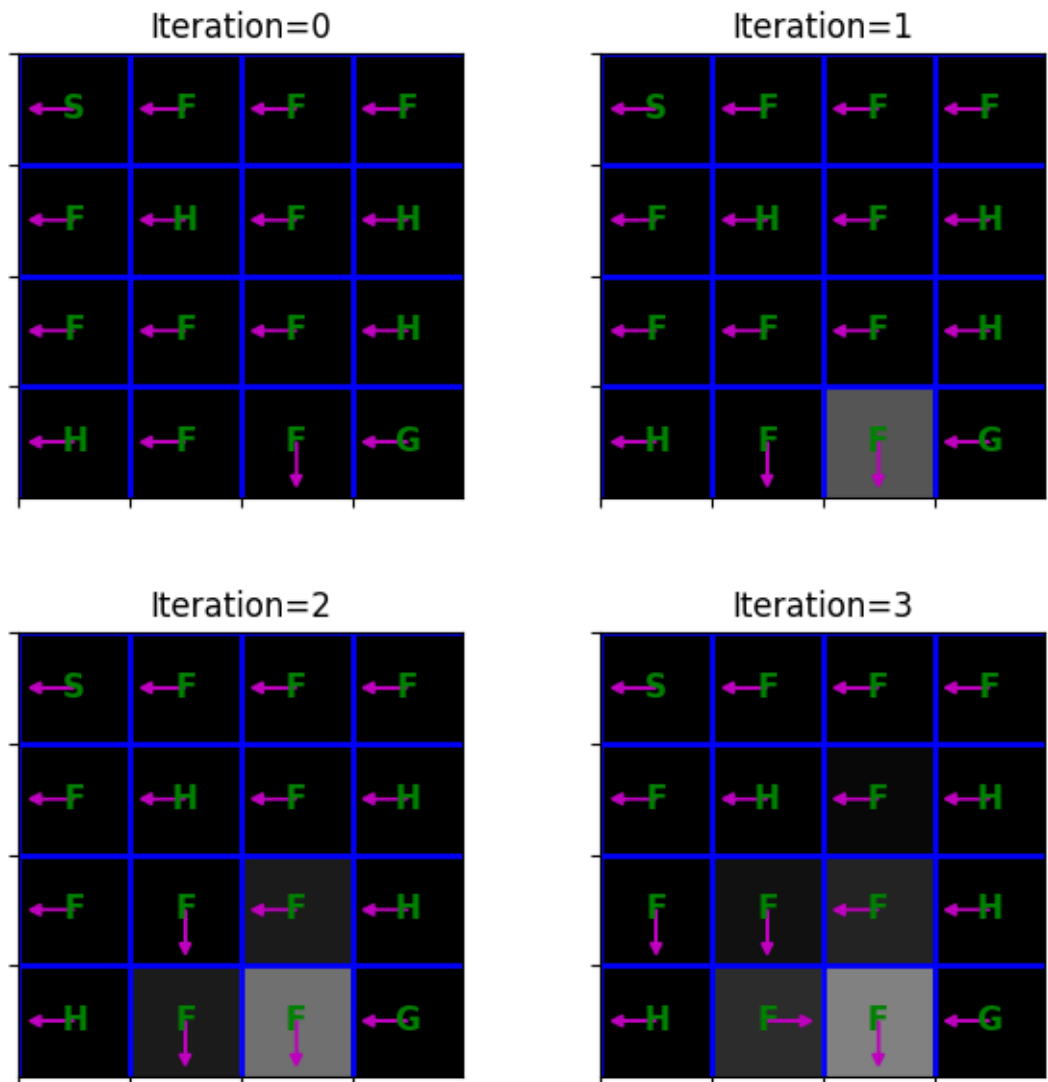 Iteration=0 Iteration=1
S F F F S F F F
F H F H F H F H
F F F H F F F H
H F F G H F F G
Iteration=2 Iteration=3
S F F F S F F F
F H F H F H F H
F F F H F F F H
H F F G H F F G